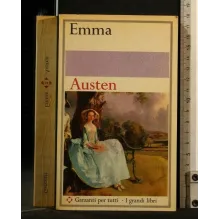 Emma
Austen
Garzanti per tutti · I grandi libri